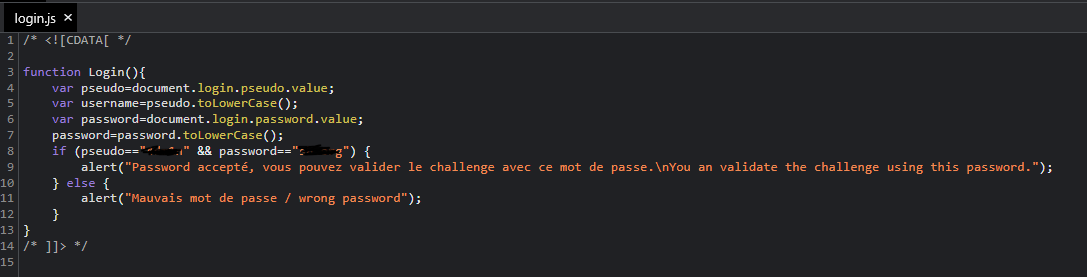 login.js ×
1 /* <![CDATA[ */
2
3 function Login(){
4 var pseudo=document.login.pseudo.value;
5 var username=pseudo.toLowerCase();
6 var password=document.login.password.value;
7 password=password.toLowerCase();
8 if (pseudo=="" && password=="g") {
9 alert("Password accepté, vous pouvez valider le challenge avec ce mot de passe.\nYou an validate the challenge using this password.");
10 } else {
11 alert("Mauvais mot de passe / wrong password");
12 }
13 }
14 /* ]]> */
15